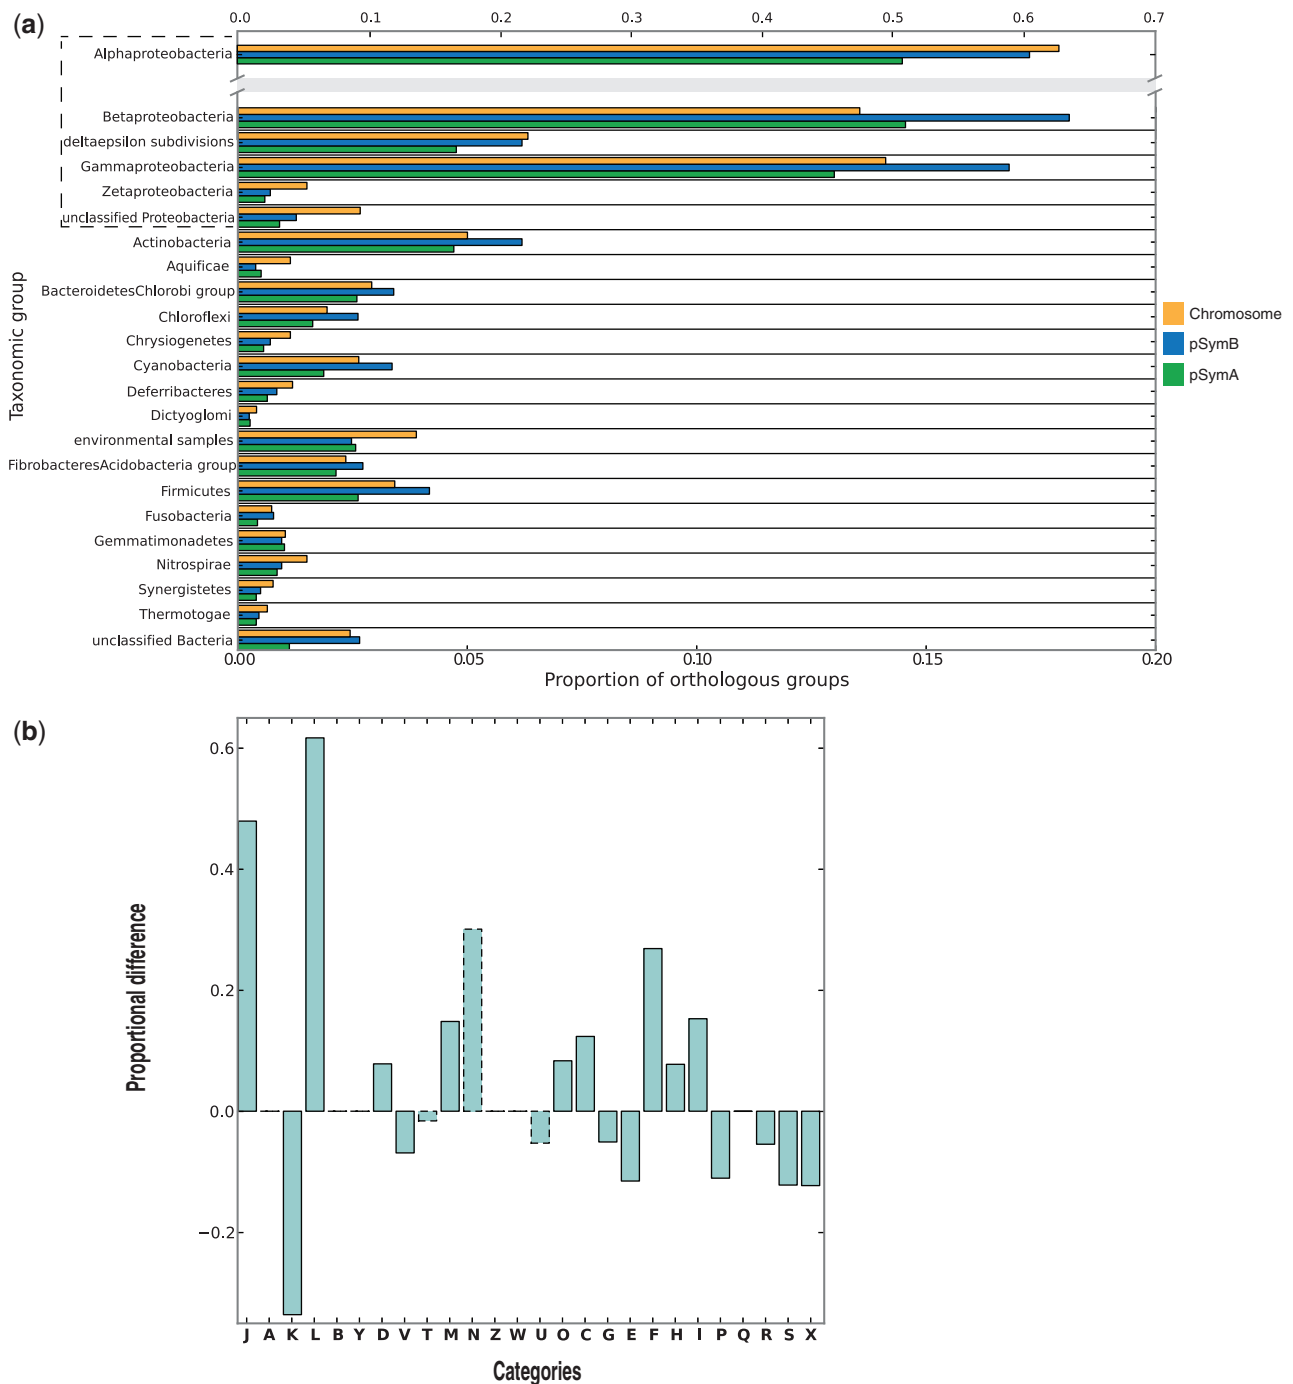 (a)
0.0 0.1 0.2 0.3 0.4 0.5 0.6 0.7
Alphaproteobacteria
Betaproteobacteria
deltaepsilon subdivisions
Gammaproteobacteria
Zetaproteobacteria
unclassified Proteobacteria
Actinobacteria
Aquificae
BacteroidetesChlorobi group
Chloroflexi
Chrysiogenetes
Cyanobacteria
Deferribacteres
Dictyoglomi
environmental samples
FibrobacteresAcidobacteria group
Firmicutes
Fusobacteria
Gemmatimonadetes
Nitrospirae
Synergistetes
Thermotogae
unclassified Bacteria
Taxonomic group
0.00 0.05 0.10 0.15 0.20
Proportion of orthologous groups
Chromosome
pSymB
pSymA
(b)
0.6
0.4
0.2
0.0
−0.2
Proportional difference
J A K L B Y D V T M N Z W U O C G E F H I P Q R S X
Categories